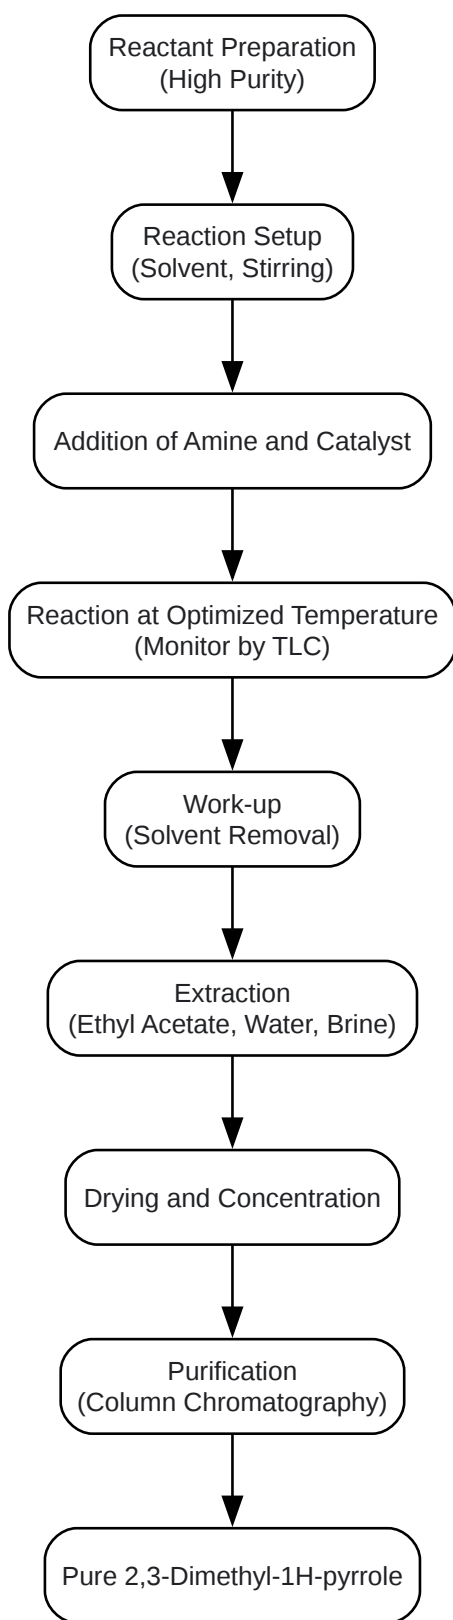 Reactant Preparation
(High Purity)
Reaction Setup
(Solvent, Stirring)
Addition of Amine and Catalyst
Reaction at Optimized Temperature
(Monitor by TLC)
Work-up
(Solvent Removal)
Extraction
(Ethyl Acetate, Water, Brine)
Drying and Concentration
Purification
(Column Chromatography)
Pure 2,3-Dimethyl-1H-pyrrole